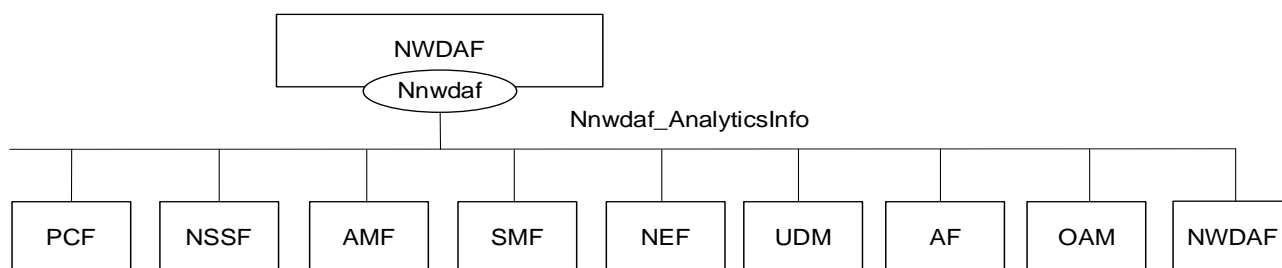 NWDAF
Nnwdaf
Nnwdaf_AnalyticsInfo
PCF NSSF AMF SMF NEF UDM AF OAM NWDAF